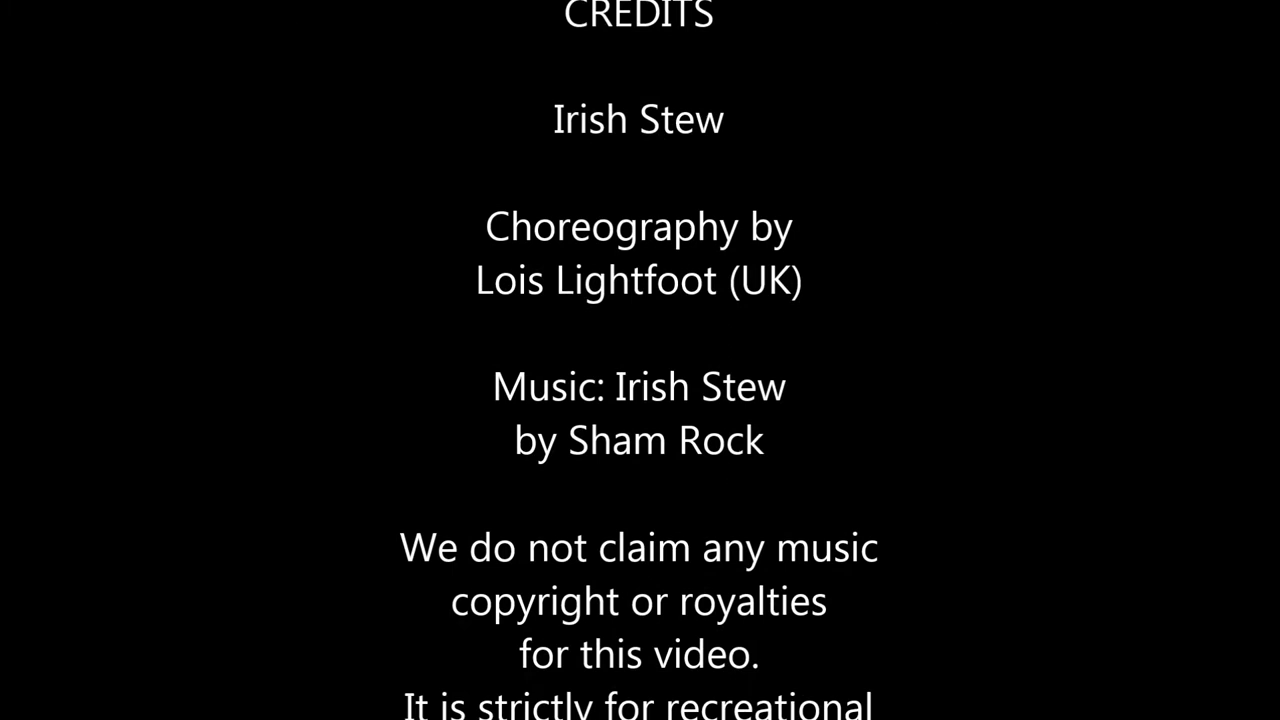 CREDITS
Irish Stew
Choreography by
Lois Lightfoot (UK)
Music: Irish Stew
by Sham Rock
We do not claim any music
copyright or royalties
for this video.
It is strictly for recreational